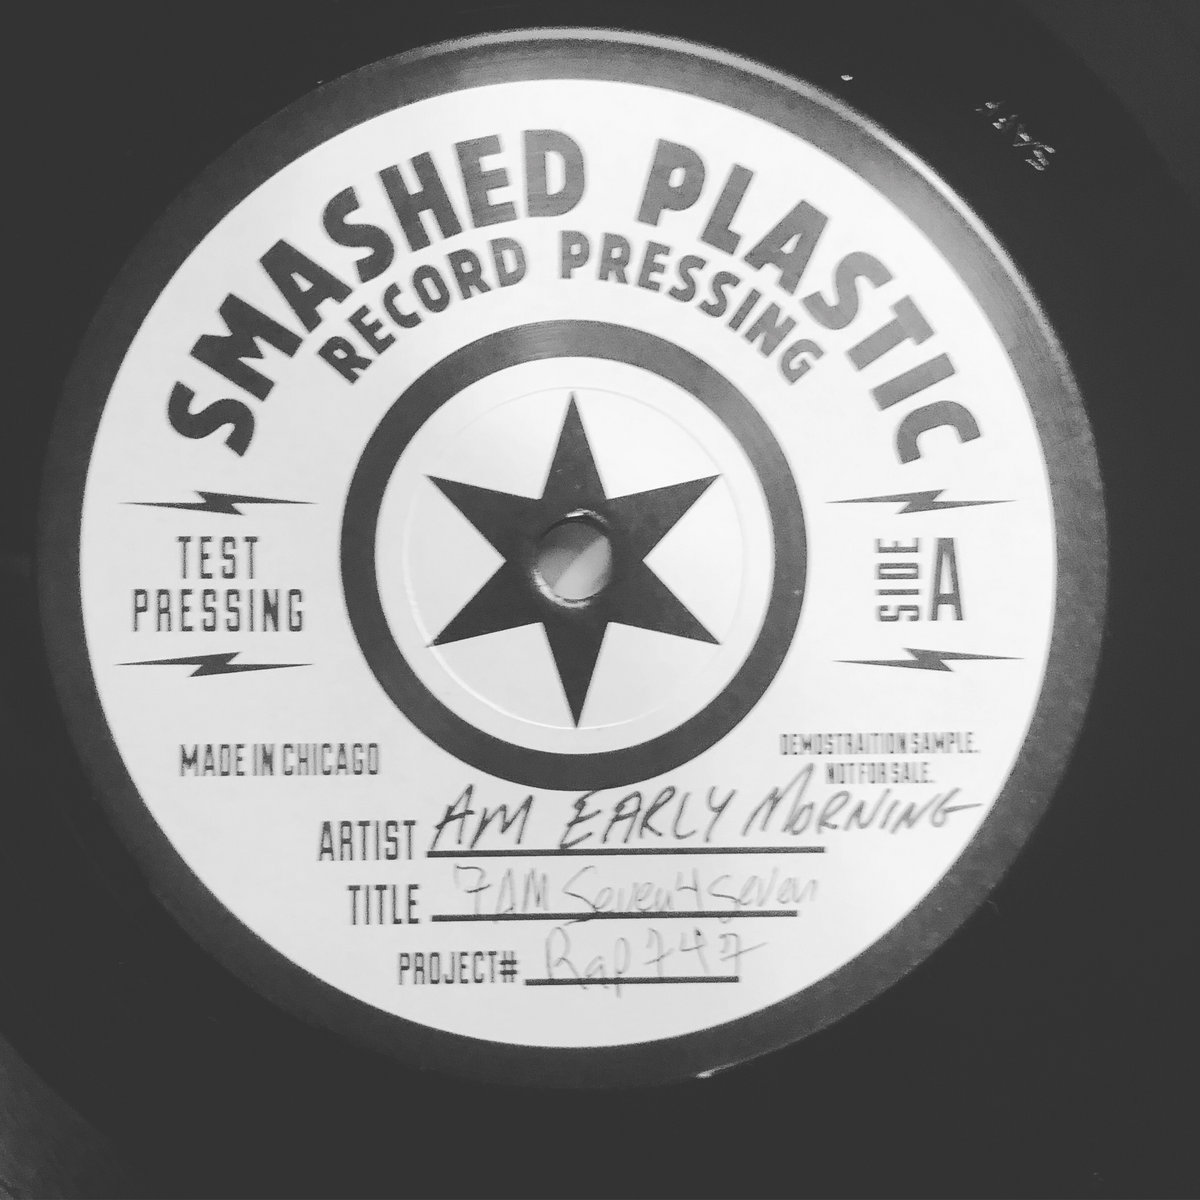 SMASHED PLASTIC
RECORD PRESSING
TEST
PRESSING
SIDE A
MADE IN CHICAGO
DEMOSTRAITION SAMPLE.
NOT FOR SALE.
ARTIST AM EARLY MORNING
TITLE 7AM Seven4Seven
PROJECT# Rap747